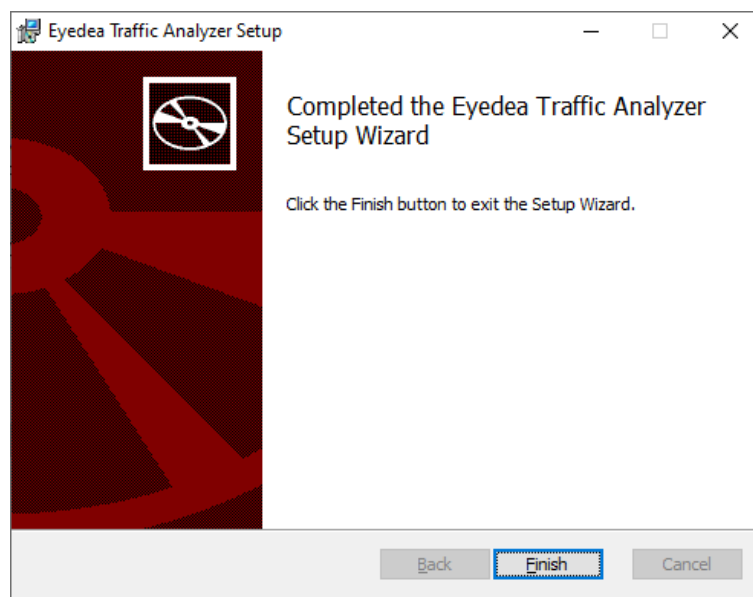 Eyedea Traffic Analyzer Setup
Completed the Eyedea Traffic Analyzer
Setup Wizard
Click the Finish button to exit the Setup Wizard.
Back
Finish
Cancel